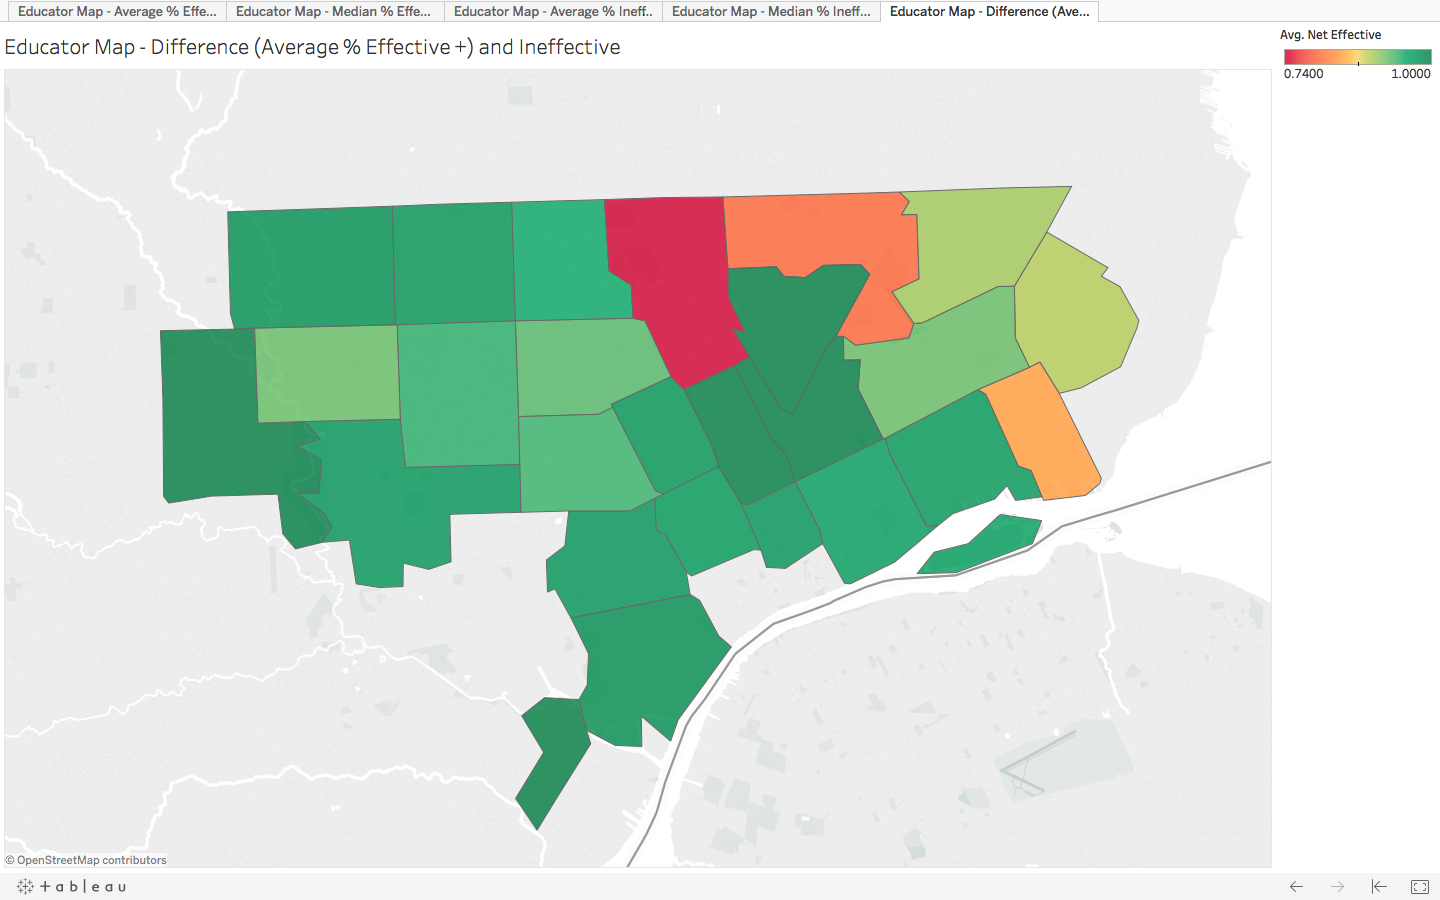 Educator Map - Average % Effe...
Educator Map - Median % Effe...
Educator Map - Average % Ineff..
Educator Map - Median % Ineff...
Educator Map - Difference (Ave...
Educator Map - Difference (Average % Effective +) and Ineffective
Avg. Net Effective
0.7400 1.0000
© OpenStreetMap contributors
+ableau